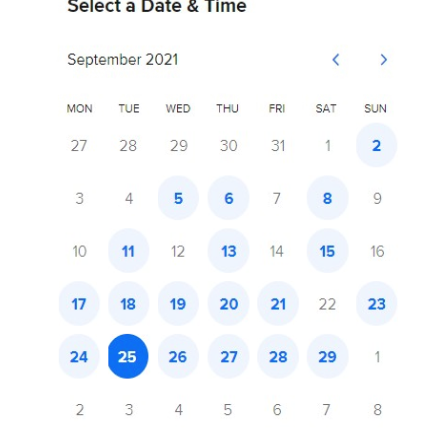 Select a Date & Time
September 2021
MON TUE WED THU FRI SAT SUN
27 28 29 30 31 1 2
3 4 5 6 7 8 9
10 11 12 13 14 15 16
17 18 19 20 21 22 23
24 25 26 27 28 29 1
2 3 4 5 6 7 8